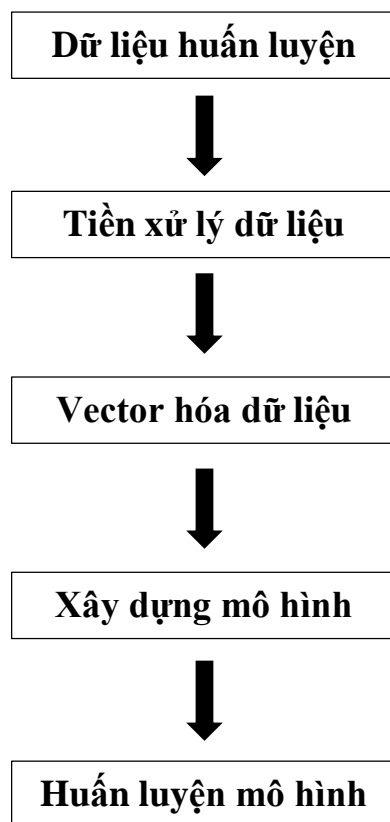 Dữ liệu huấn luyện
Tiền xử lý dữ liệu
Vector hóa dữ liệu
Xây dựng mô hình
Huấn luyện mô hình